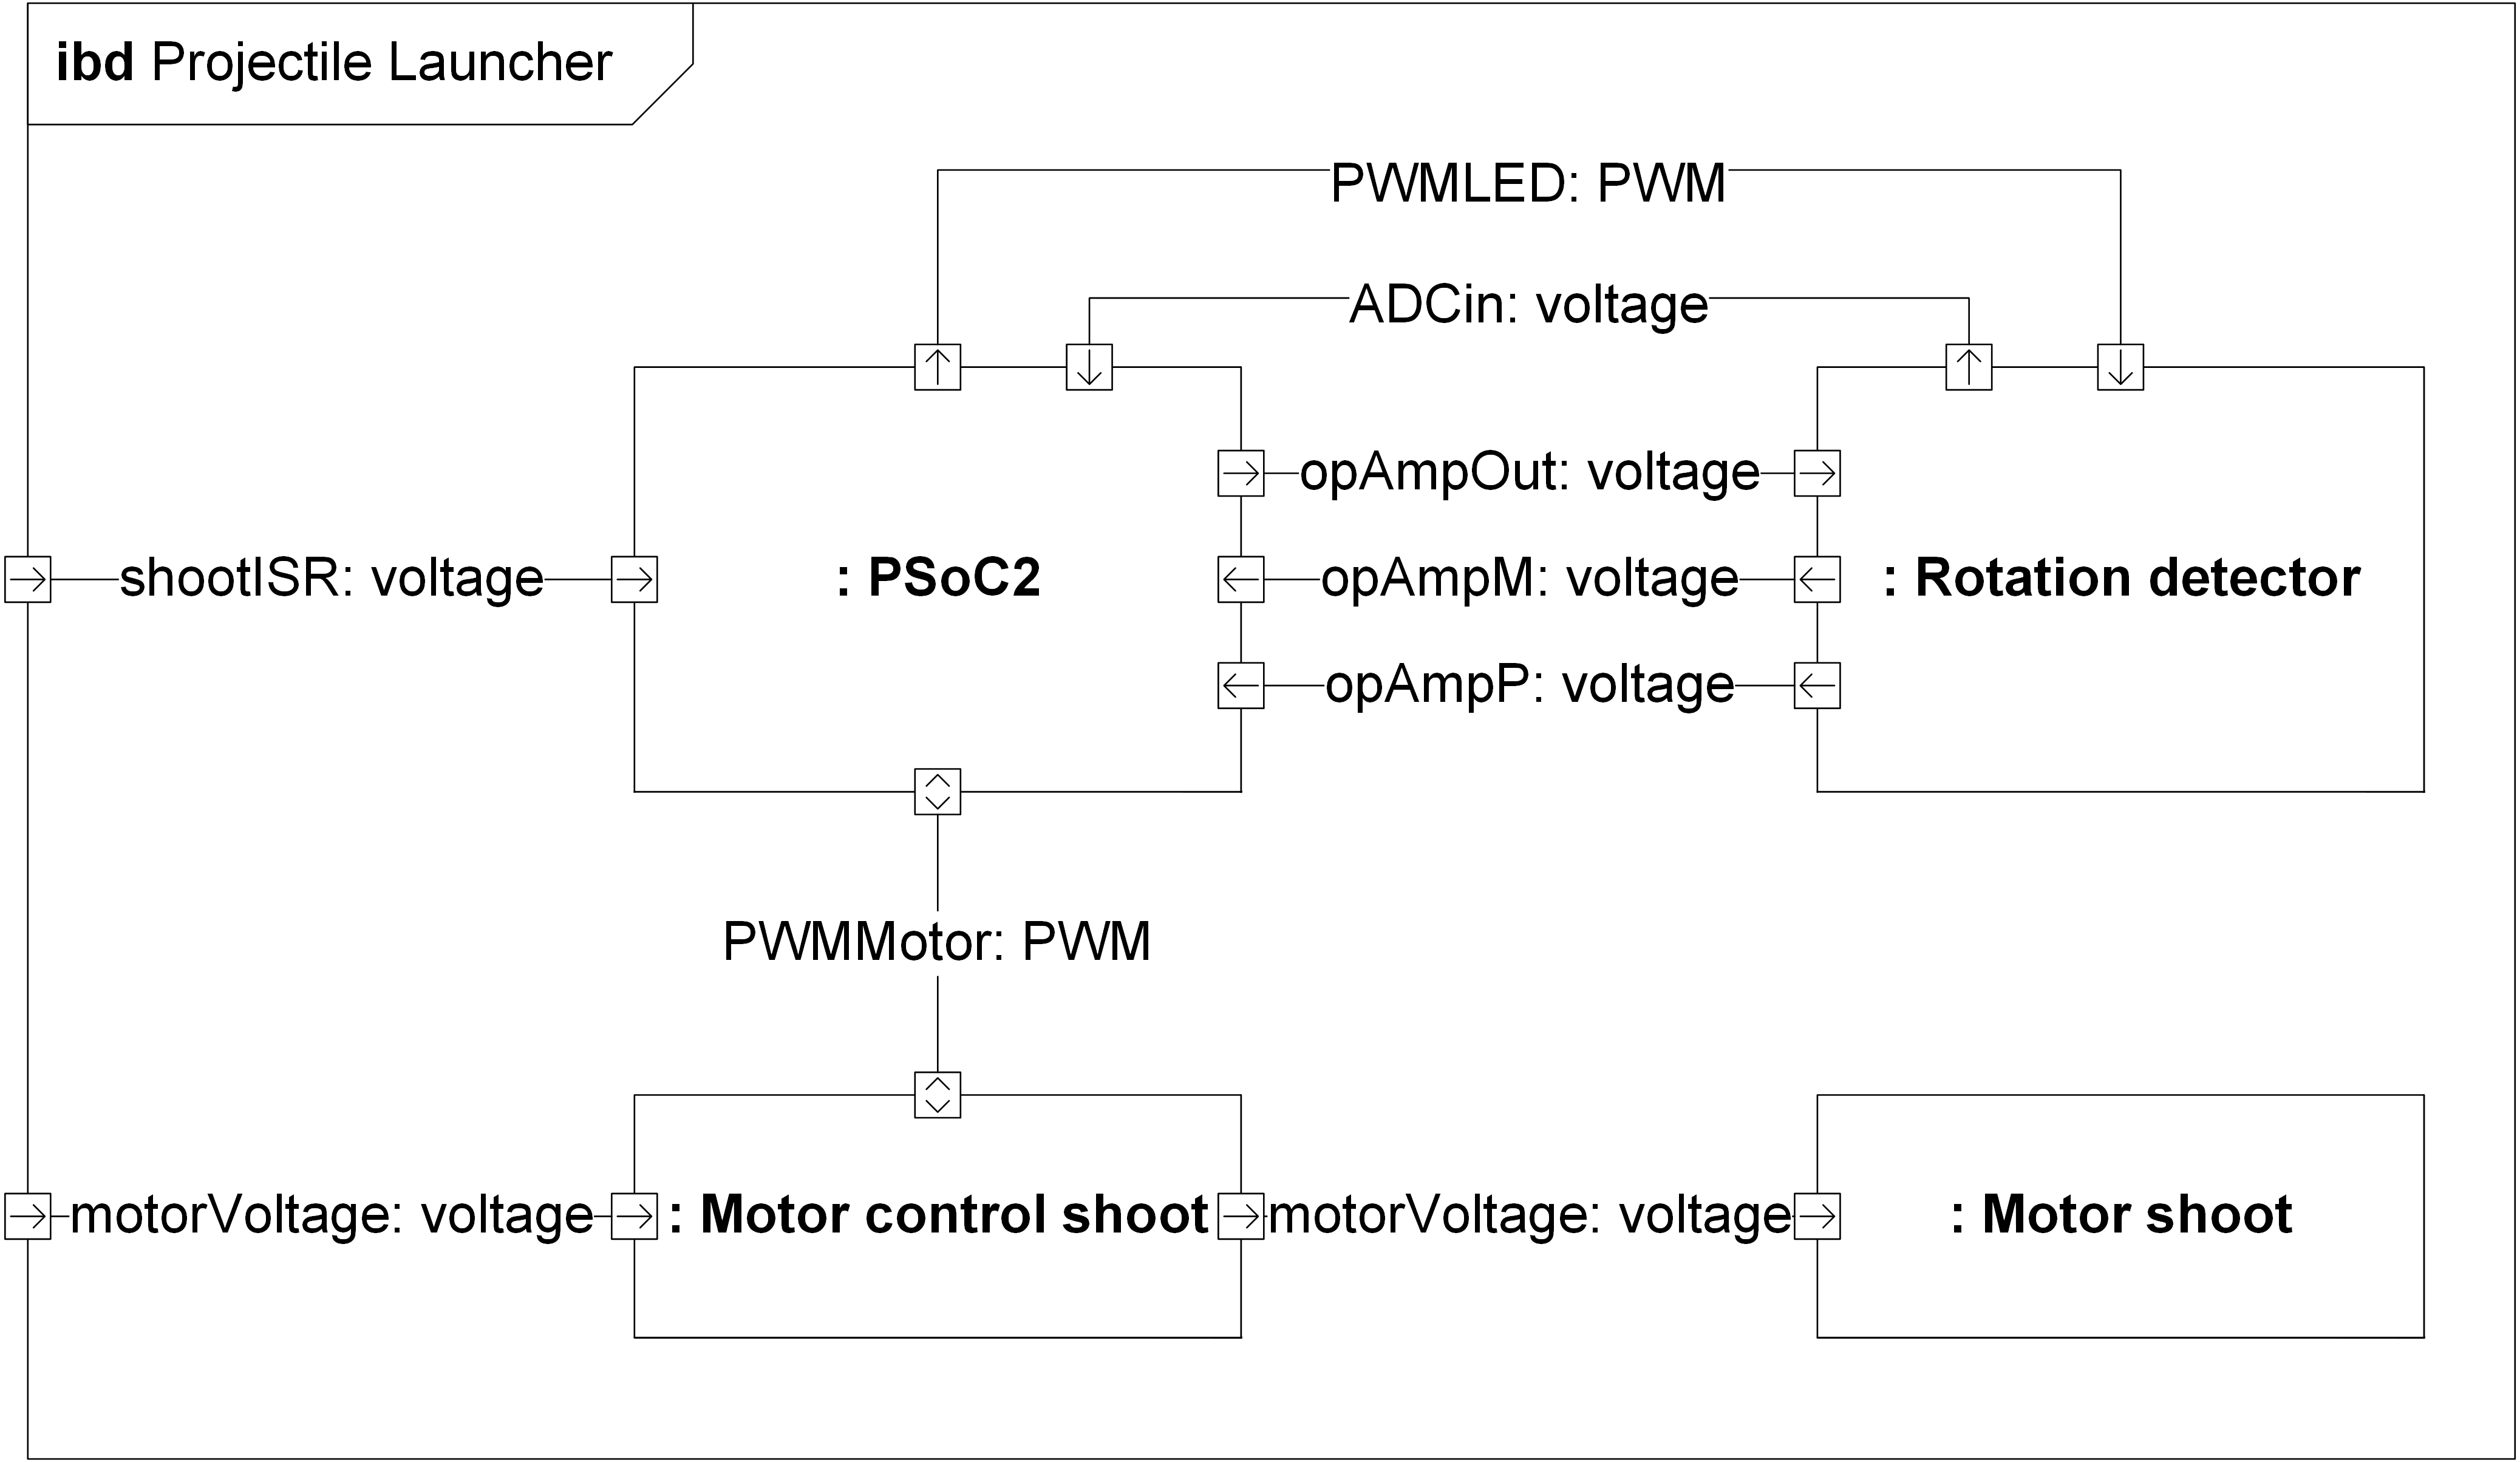 ibd Projectile Launcher
PWMLED: PWM
ADCin: voltage
opAmpOut: voltage
shootISR: voltage
: PSoC2
opAmpM: voltage
: Rotation detector
opAmpP: voltage
PWMMotor: PWM
motorVoltage: voltage
: Motor control shoot
motorVoltage: voltage
: Motor shoot